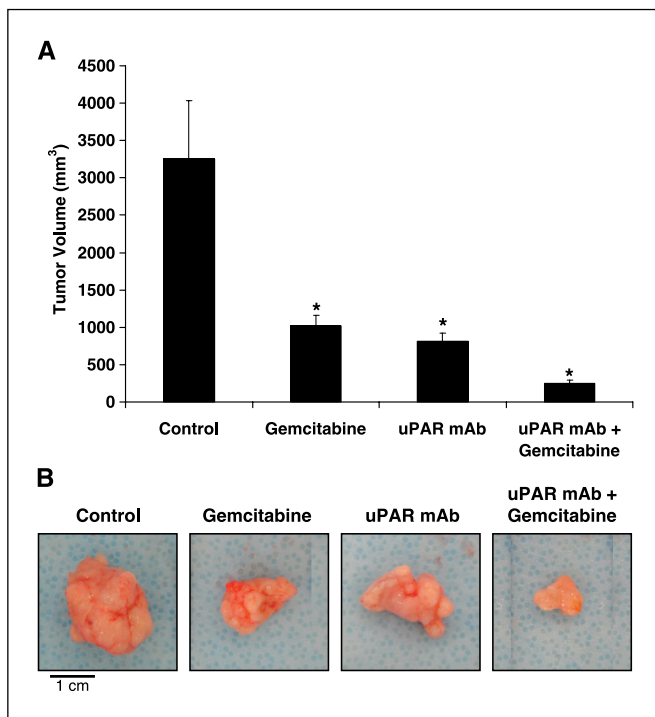 A
Tumor Volume (mm³)
4500
4000
3500
3000
2500
2000
1500
1000
500
0
*
*
*
Control
Gemcitabine
uPAR mAb
uPAR mAb +
Gemcitabine
B
Control
Gemcitabine
uPAR mAb
uPAR mAb +
Gemcitabine
1 cm